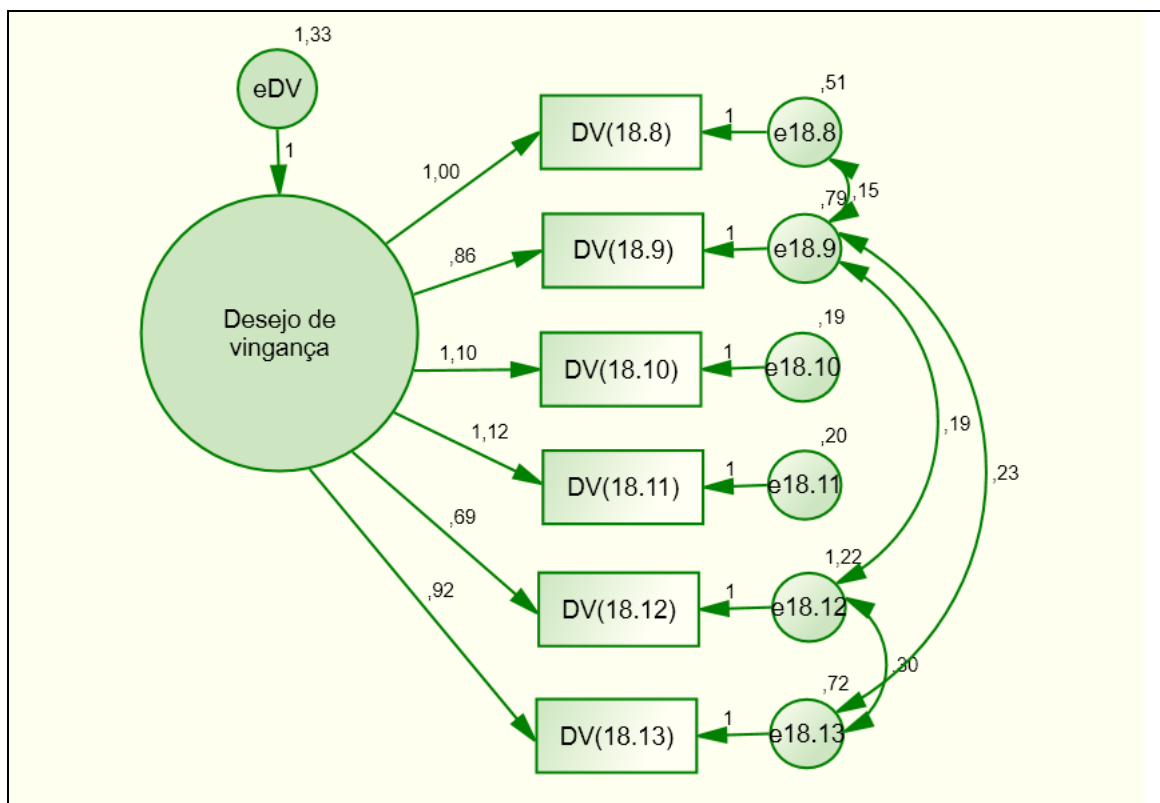 1,33
eDV
1
Desejo de
vingança
1,00
,86
1,10
1,12
,69
,92
DV(18.8)
1
e18.8
,51
,15
DV(18.9)
1
e18.9
,79
DV(18.10)
1
e18.10
,19
DV(18.11)
1
e18.11
,20
,19
,23
DV(18.12)
1
e18.12
1,22
,30
DV(18.13)
1
e18.13
,72